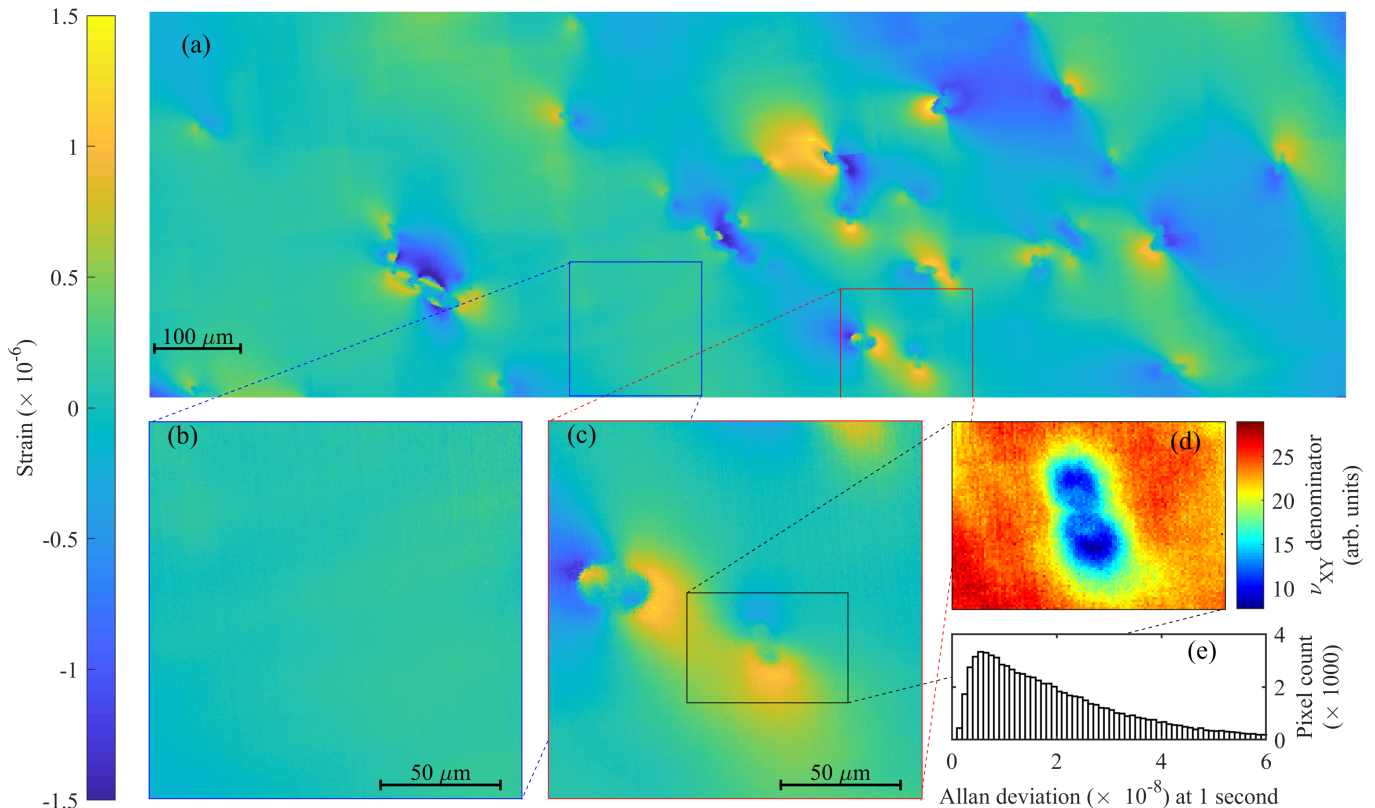 1.5
1
0.5
0
-0.5
-1
-1.5
Strain (× 10⁻⁶)
(a)
100 μm
(b)
50 μm
(c)
50 μm
(d)
25
20
15
10
ν_XY denominator
(arb. units)
(e)
4
2
0
Pixel count
(× 1000)
0 2 4 6
Allan deviation (× 10⁻⁸) at 1 second